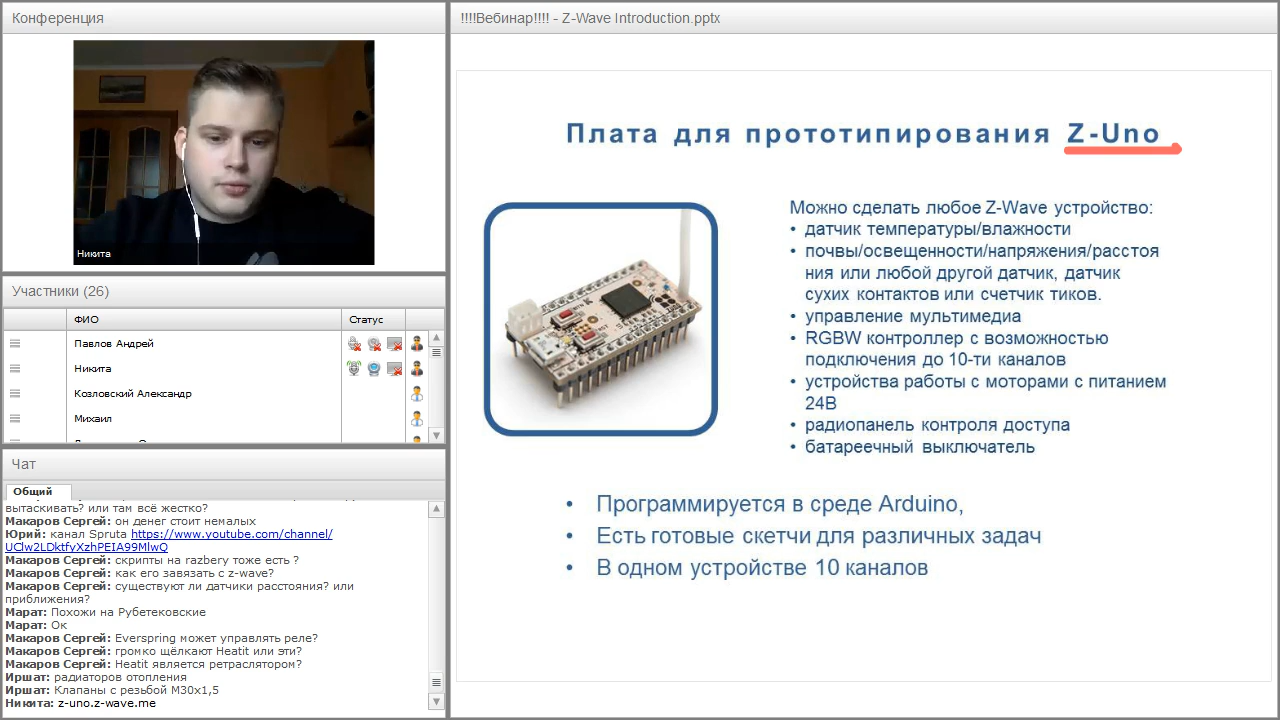 Конференция
Никита
Участники (26)
ФИО
Статус
Павлов Андрей
Никита
Козловский Александр
Михаил
Чат
Общий
вытаскивать? или там всё жестко?
Макаров Сергей: он денег стоит немалых
Юрий: канал Spruta https://www.youtube.com/channel/
UClw2LDktfyXzhPEIA99MlwQ
Макаров Сергей: скрипты на razbery тоже есть ?
Макаров Сергей: как его завязать с z-wave?
Макаров Сергей: существуют ли датчики расстояния? или
приближения?
Марат: Похожи на Рубетековские
Марат: Ок
Макаров Сергей: Everspring может управлять реле?
Макаров Сергей: громко щёлкают Heatit или эти?
Макаров Сергей: Heatit является ретраслятором?
Иршат: радиаторов отопления
Иршат: Клапаны с резьбой М30х1,5
Никита: z-uno.z-wave.me
!!!!Вебинар!!!! - Z-Wave Introduction.pptx
Плата для прототипирования Z-Uno
Можно сделать любое Z-Wave устройство:
• датчик температуры/влажности
• почвы/освещенности/напряжения/расстоя
ния или любой другой датчик, датчик
сухих контактов или счетчик тиков.
• управление мультимедиа
• RGBW контроллер с возможностью
подключения до 10-ти каналов
• устройства работы с моторами с питанием
24В
• радиопанель контроля доступа
• батареечный выключатель
• Программируется в среде Arduino,
• Есть готовые скетчи для различных задач
• В одном устройстве 10 каналов